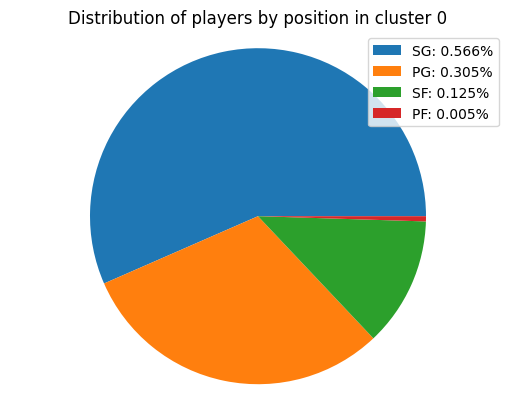 Distribution of players by position in cluster 0
SG: 0.566%
PG: 0.305%
SF: 0.125%
PF: 0.005%